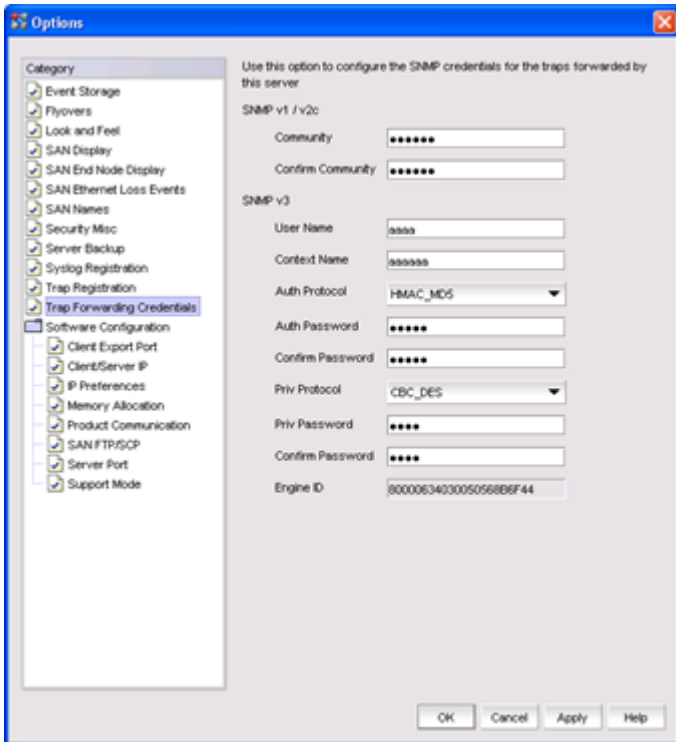 Options
Category
Event Storage
Flyovers
Look and Feel
SAN Display
SAN End Node Display
SAN Ethernet Loss Events
SAN Names
Security Misc
Server Backup
Syslog Registration
Trap Registration
Trap Forwarding Credentials
Software Configuration
Client Export Port
Client/Server IP
IP Preferences
Memory Allocation
Product Communication
SAN FTP/SCP
Server Port
Support Mode
Use this option to configure the SNMP credentials for the traps forwarded by
this server
SNMP v1 / v2c
Community ●●●●●●
Confirm Community ●●●●●●
SNMP v3
User Name aaaa
Context Name aaaaaa
Auth Protocol HMAC_MD5
Auth Password ●●●●●
Confirm Password ●●●●●
Priv Protocol CBC_DES
Priv Password ●●●●
Confirm Password ●●●●
Engine ID 80000634030050568B6F44
OK Cancel Apply Help